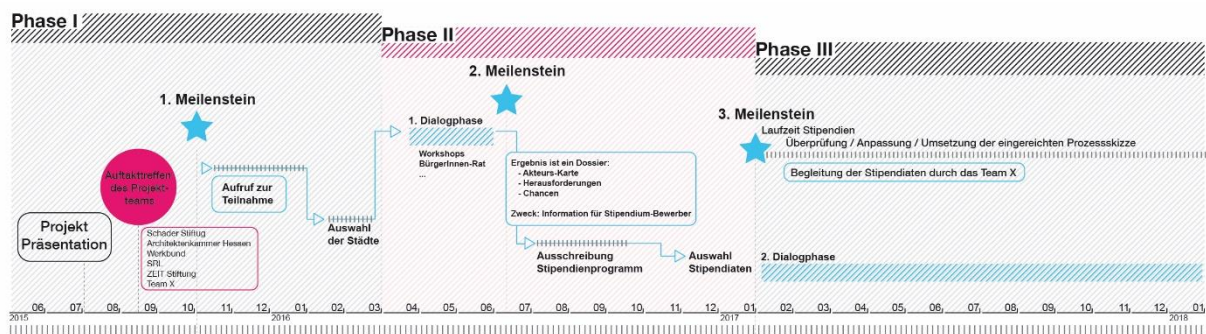 Phase I
Phase II
Phase III
1. Meilenstein
2. Meilenstein
3. Meilenstein
Auftakttreffen
des Projekt-
teams
Projekt
Präsentation
Schader Stiftug
Architektenkammer Hessen
Werkbund
SBL
ZEIT Stiftung
Team X
Aufruf zur
Teilnahme
Auswahl
der Städte
1. Dialogphase
Workshops
BürgerInnen-Rat
...
Ergebnis ist ein Dossier:
- Akteurs-Karte
- Herausforderungen
- Chancen
Zweck: Information für Stipendium-Bewerber
Ausschreibung
Stipendienprogramm
Auswahl
Stipendiaten
Laufzeit Stipendien
Überprüfung / Anpassung / Umsetzung der eingereichten Prozessskizze
Begleitung der Stipendiaten durch das Team X
2. Dialogphase
06, 07, 08, 09, 10, 11, 12, 01, 02, 03, 04, 05, 06, 07, 08, 09, 10, 11, 12, 01, 02, 03, 04, 05, 06, 07, 08, 09, 10, 11, 12, 01,
2015 2016 2017 2018